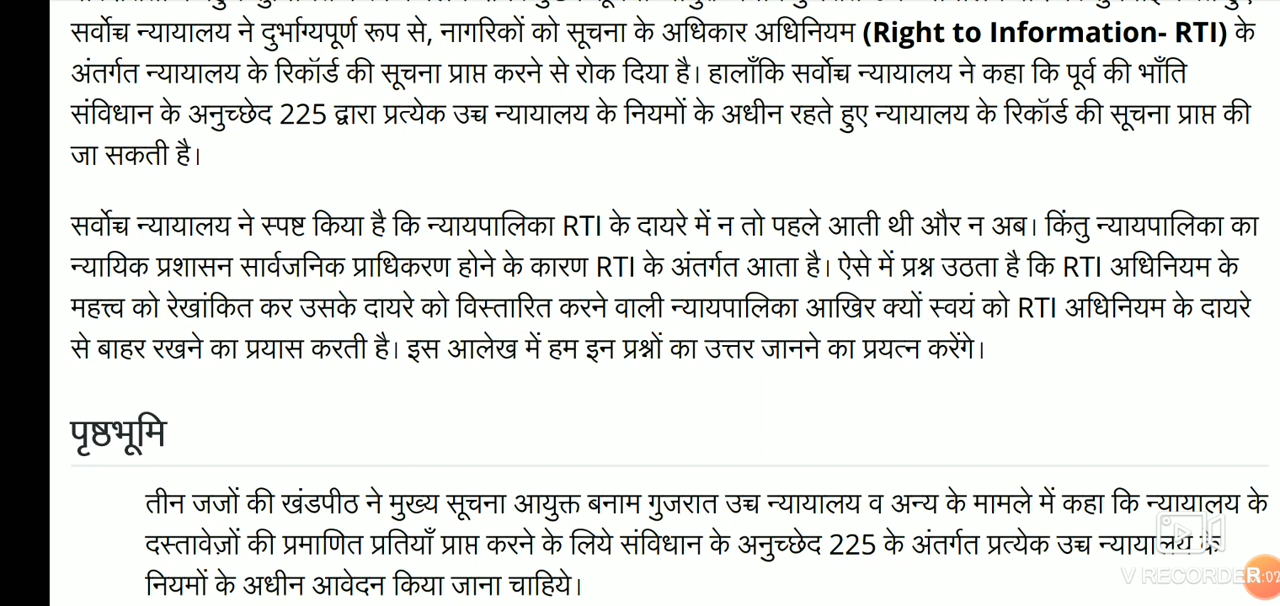 सर्वोच्च न्यायालय ने दुर्भाग्यपूर्ण रूप से, नागरिकों को सूचना के अधिकार अधिनियम (Right to Information- RTI) के
अंतर्गत न्यायालय के रिकॉर्ड की सूचना प्राप्त करने से रोक दिया है। हालाँकि सर्वोच्च न्यायालय ने कहा कि पूर्व की भाँति
संविधान के अनुच्छेद 225 द्वारा प्रत्येक उच्च न्यायालय के नियमों के अधीन रहते हुए न्यायालय के रिकॉर्ड की सूचना प्राप्त की
जा सकती है।
सर्वोच्च न्यायालय ने स्पष्ट किया है कि न्यायपालिका RTI के दायरे में न तो पहले आती थी और न अब। किंतु न्यायपालिका का
न्यायिक प्रशासन सार्वजनिक प्राधिकरण होने के कारण RTI के अंतर्गत आता है। ऐसे में प्रश्न उठता है कि RTI अधिनियम के
महत्त्व को रेखांकित कर उसके दायरे को विस्तारित करने वाली न्यायपालिका आखिर क्यों स्वयं को RTI अधिनियम के दायरे
से बाहर रखने का प्रयास करती है। इस आलेख में हम इन प्रश्नों का उत्तर जानने का प्रयत्न करेंगे।
पृष्ठभूमि
तीन जजों की खंडपीठ ने मुख्य सूचना आयुक्त बनाम गुजरात उच्च न्यायालय व अन्य के मामले में कहा कि न्यायालय के
दस्तावेज़ों की प्रमाणित प्रतियाँ प्राप्त करने के लिये संविधान के अनुच्छेद 225 के अंतर्गत प्रत्येक उच्च न्यायालय के
नियमों के अधीन आवेदन किया जाना चाहिये।
V RECORDER